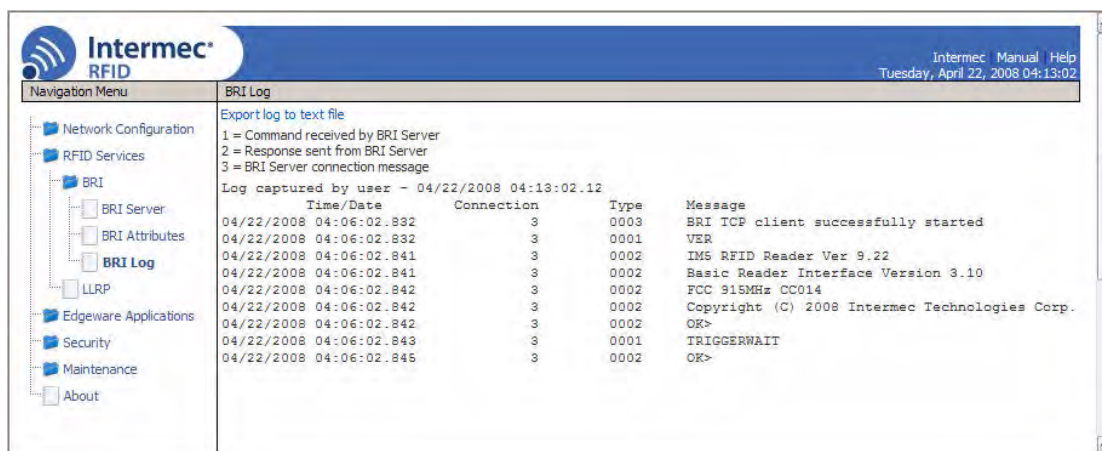 Intermec
RFID
Intermec | Manual | Help
Tuesday, April 22, 2008 04:13:02
Navigation Menu
BRI Log
Network Configuration
RFID Services
BRI
BRI Server
BRI Attributes
BRI Log
LLRP
Edgeware Applications
Security
Maintenance
About
Export log to text file
1 = Command received by BRI Server
2 = Response sent from BRI Server
3 = BRI Server connection message
Log captured by user - 04/22/2008 04:13:02.12
Time/Date Connection Type Message
04/22/2008 04:06:02.832 3 0003 BRI TCP client successfully started
04/22/2008 04:06:02.832 3 0001 VER
04/22/2008 04:06:02.841 3 0002 IM5 RFID Reader Ver 9.22
04/22/2008 04:06:02.841 3 0002 Basic Reader Interface Version 3.10
04/22/2008 04:06:02.842 3 0002 FCC 915MHz CC014
04/22/2008 04:06:02.842 3 0002 Copyright (C) 2008 Intermec Technologies Corp.
04/22/2008 04:06:02.842 3 0002 OK>
04/22/2008 04:06:02.843 3 0001 TRIGGERWAIT
04/22/2008 04:06:02.845 3 0002 OK>